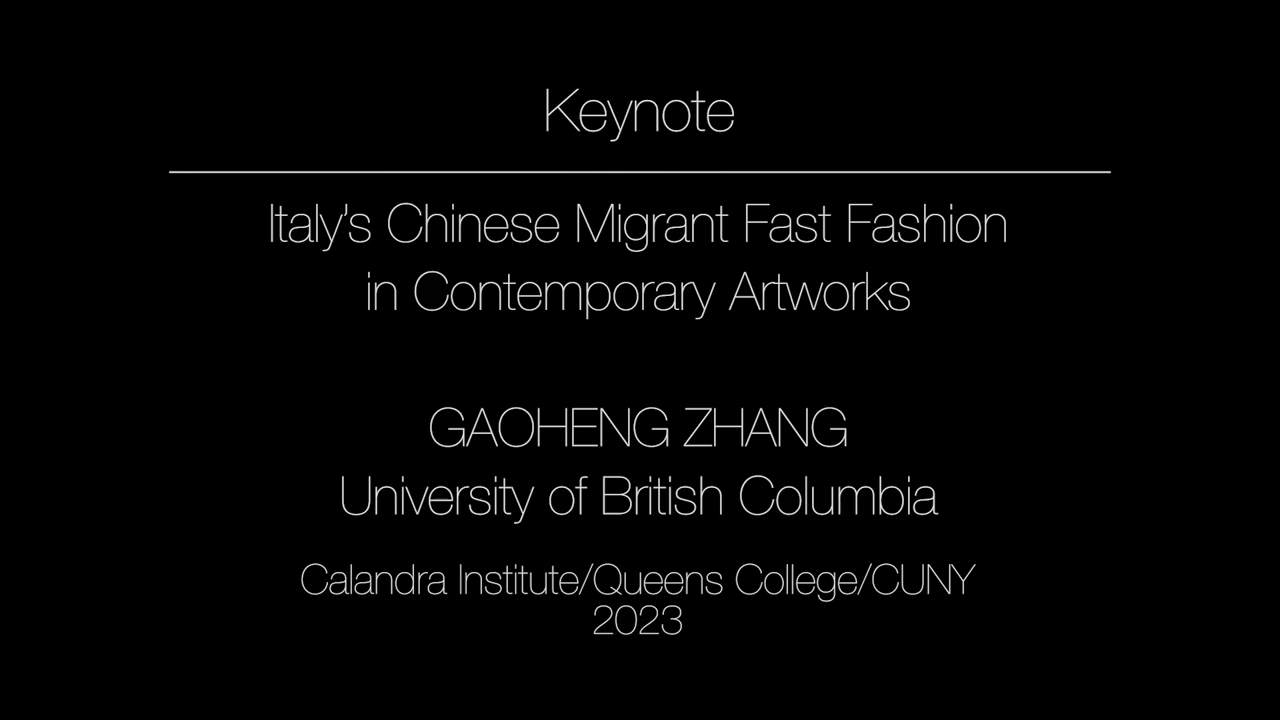 Keynote
Italy's Chinese Migrant Fast Fashion
in Contemporary Artworks
GAOHENG ZHANG
University of British Columbia
Calandra Institute/Queens College/CUNY
2023